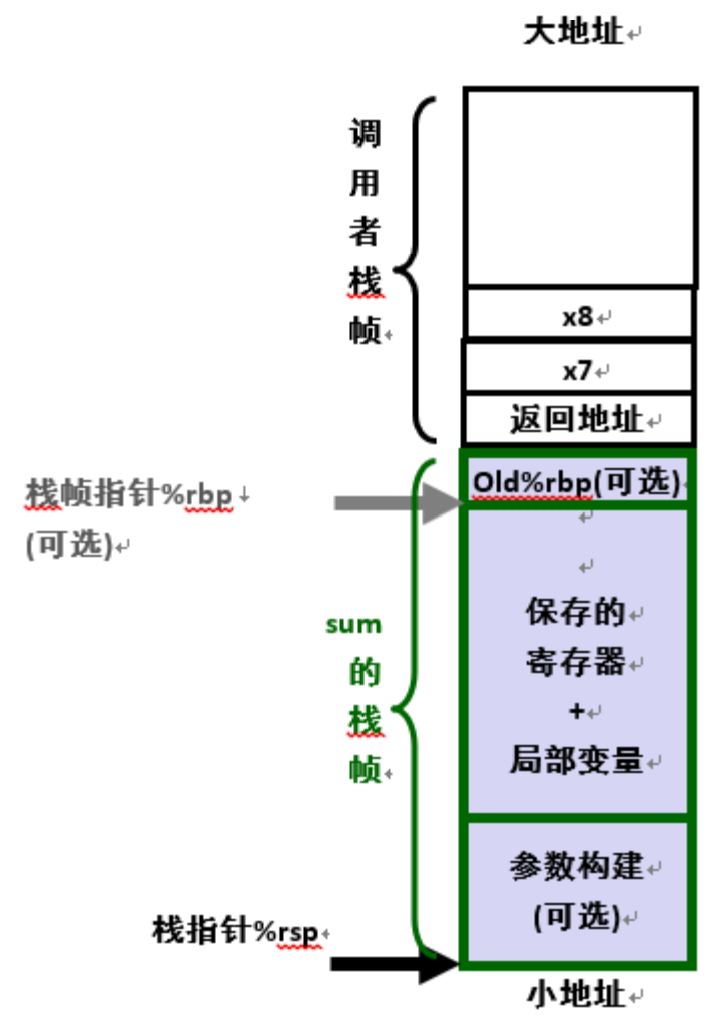 大地址
调用者栈帧
x8
x7
返回地址
Old%rbp(可选)
栈帧指针%rbp
(可选)
sum
的栈帧
保存的
寄存器
+
局部变量
参数构建
(可选)
栈指针%rsp
小地址